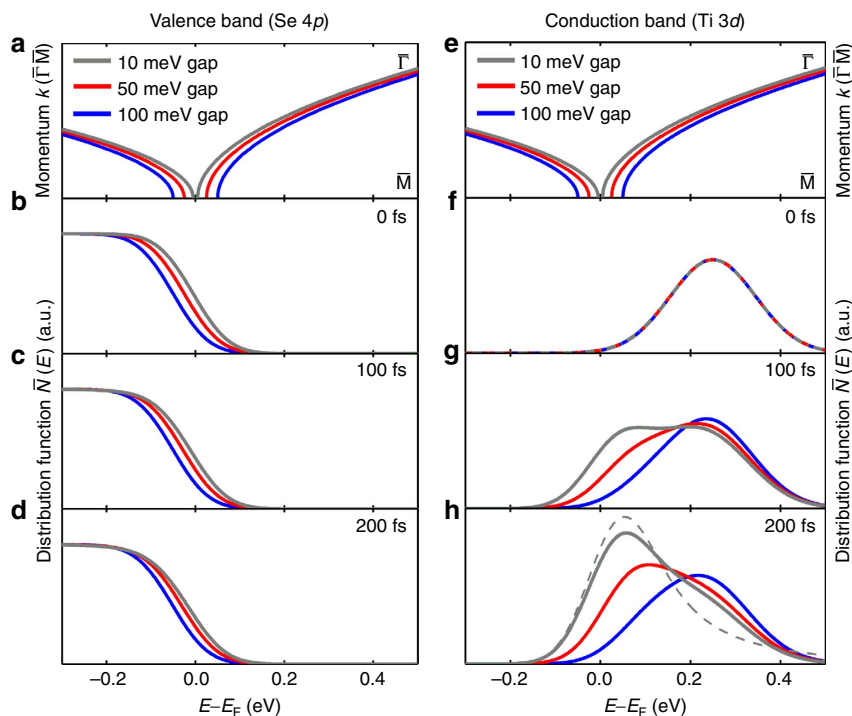 Valence band (Se 4p)
Conduction band (Ti 3d)
a
10 meV gap
50 meV gap
100 meV gap
Γ̅
M̅
Momentum k (Γ̅M̅)
e
10 meV gap
50 meV gap
100 meV gap
Γ̅
M̅
Momentum k (Γ̅M̅)
b
0 fs
f
0 fs
c
100 fs
g
100 fs
d
200 fs
h
200 fs
Distribution function N̅ (E) (a.u.)
Distribution function N̅ (E) (a.u.)
−0.2 0.0 0.2 0.4
−0.2 0.0 0.2 0.4
E–E_F (eV)
E–E_F (eV)